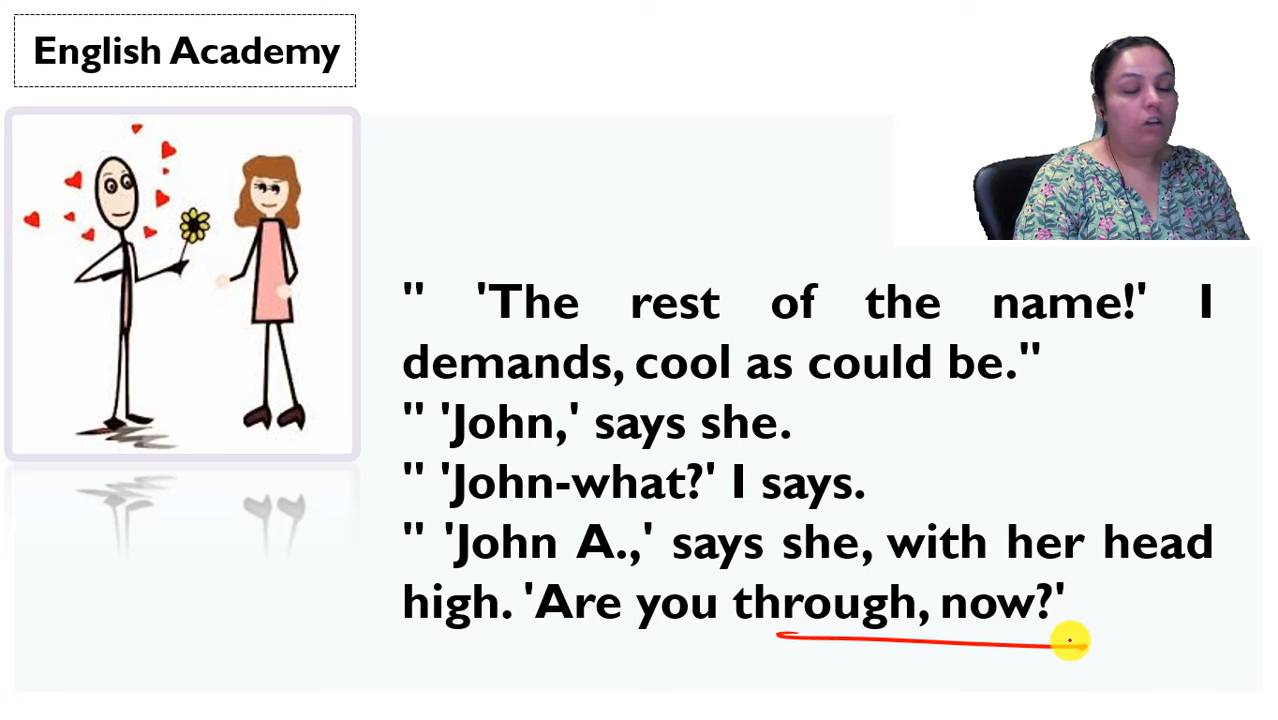 English Academy
" 'The rest of the name!' I
demands, cool as could be."
" 'John,' says she.
" 'John-what?' I says.
" 'John A.,' says she, with her head
high. 'Are you through, now?'